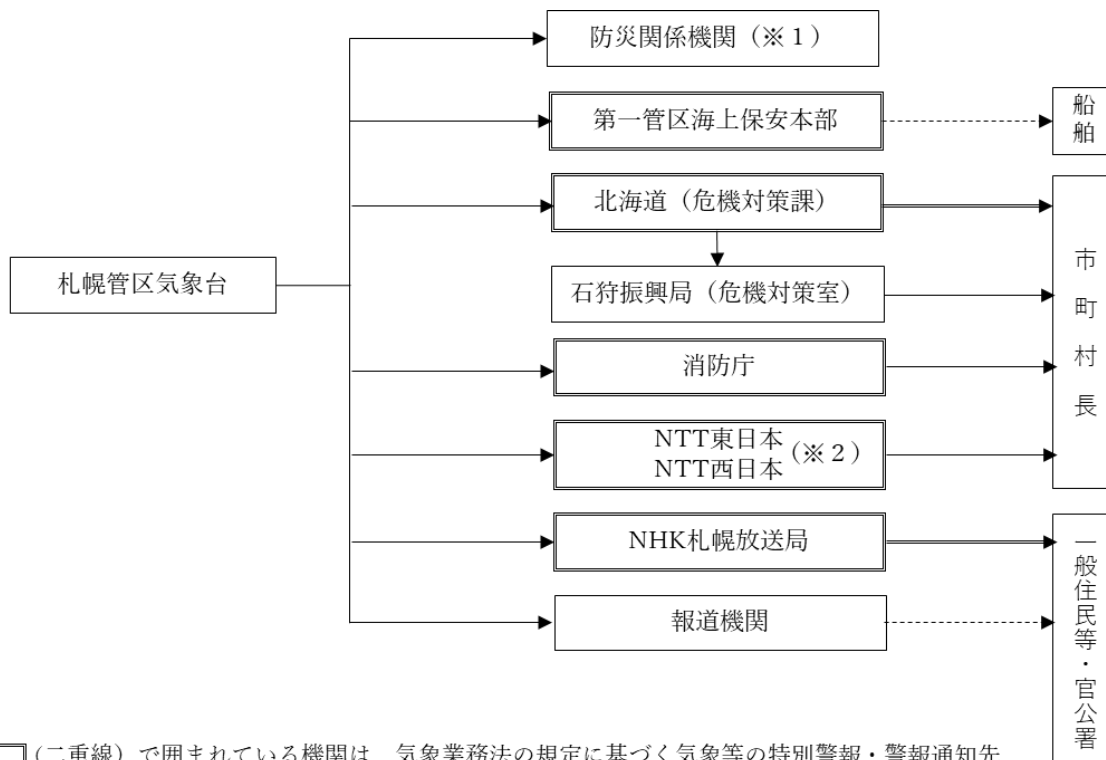 防災関係機関（※１）
第一管区海上保安本部
船舶
北海道（危機対策課）
札幌管区気象台
石狩振興局（危機対策室）
市町村長
消防庁
NTT東日本
NTT西日本
（※２）
NHK札幌放送局
報道機関
一般住民等・官公署
（二重線）で囲まれている機関は、気象業務法の規定に基づく気象等の特別警報・警報通知先